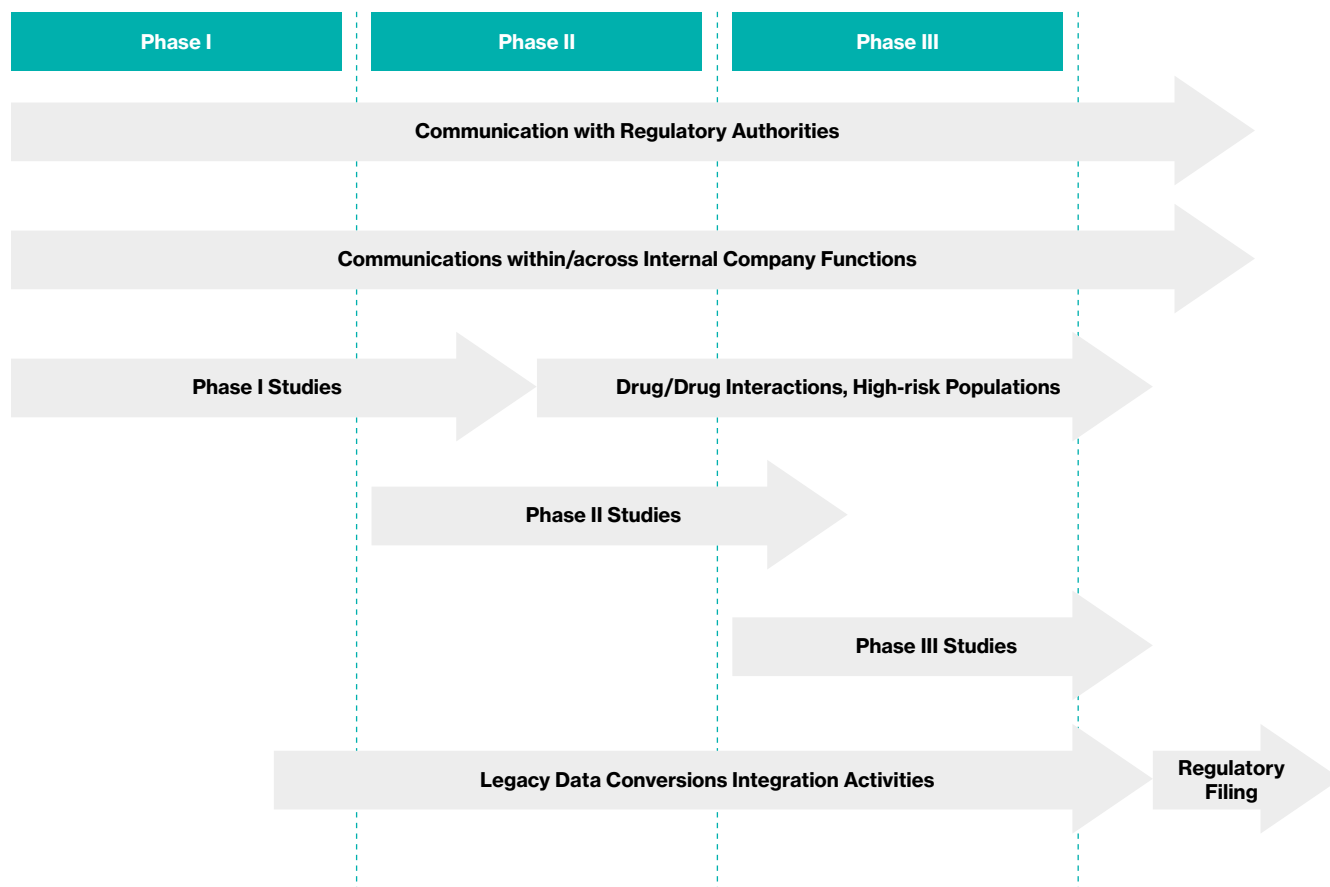 Phase I
Phase II
Phase III
Communication with Regulatory Authorities
Communications within/across Internal Company Functions
Phase I Studies
Drug/Drug Interactions, High-risk Populations
Phase II Studies
Phase III Studies
Legacy Data Conversions Integration Activities
Regulatory
Filing